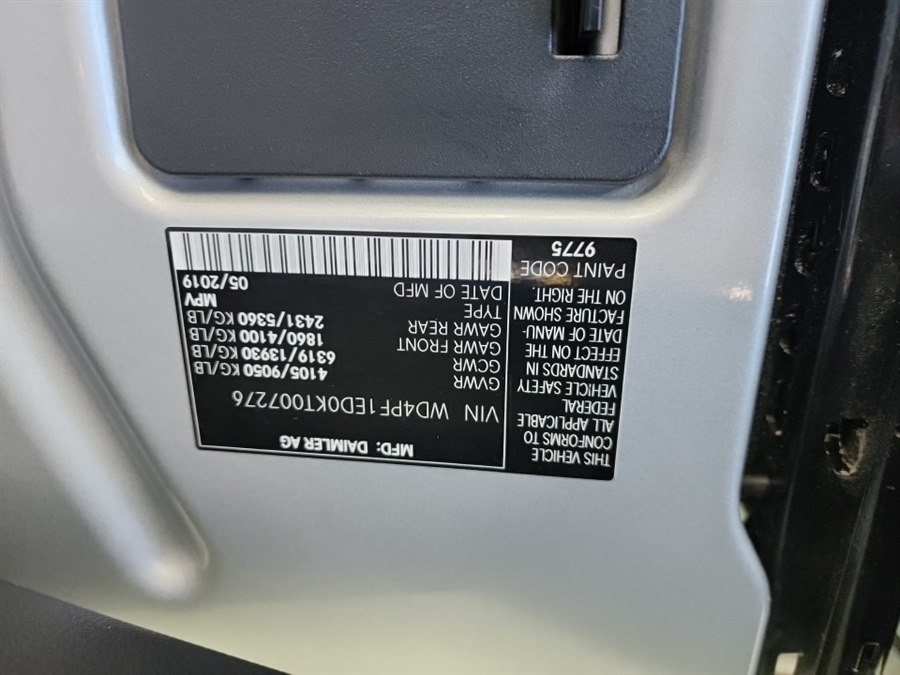 MFD: DAIMLER AG
VIN WD4PF1ED0KT007276
GVWR 4105/9050 KG/LB
GCWR 6319/13930 KG/LB
GAWR FRONT 1860/4100 KG/LB
GAWR REAR 2431/5360 KG/LB
TYPE MPV
DATE OF MFD 05/2019
THIS VEHICLE
CONFORMS TO
ALL APPLICABLE
FEDERAL
VEHICLE SAFETY
STANDARDS IN
EFFECT ON THE
DATE OF MANU-
FACTURE SHOWN
ON THE RIGHT.
PAINT CODE
9775